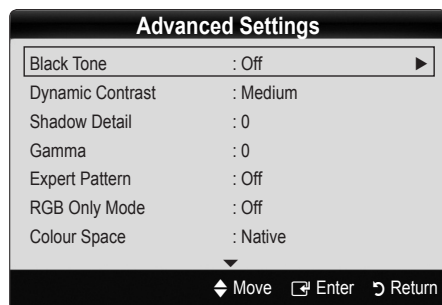 Advanced Settings
Black Tone : Off ▶
Dynamic Contrast : Medium
Shadow Detail : 0
Gamma : 0
Expert Pattern : Off
RGB Only Mode : Off
Colour Space : Native
Move Enter Return